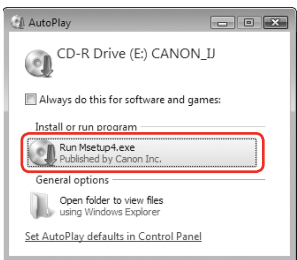 AutoPlay
CD-R Drive (E:) CANON_IJ
Always do this for software and games:
Install or run program
Run Msetup4.exe
Published by Canon Inc.
General options
Open folder to view files
using Windows Explorer
Set AutoPlay defaults in Control Panel